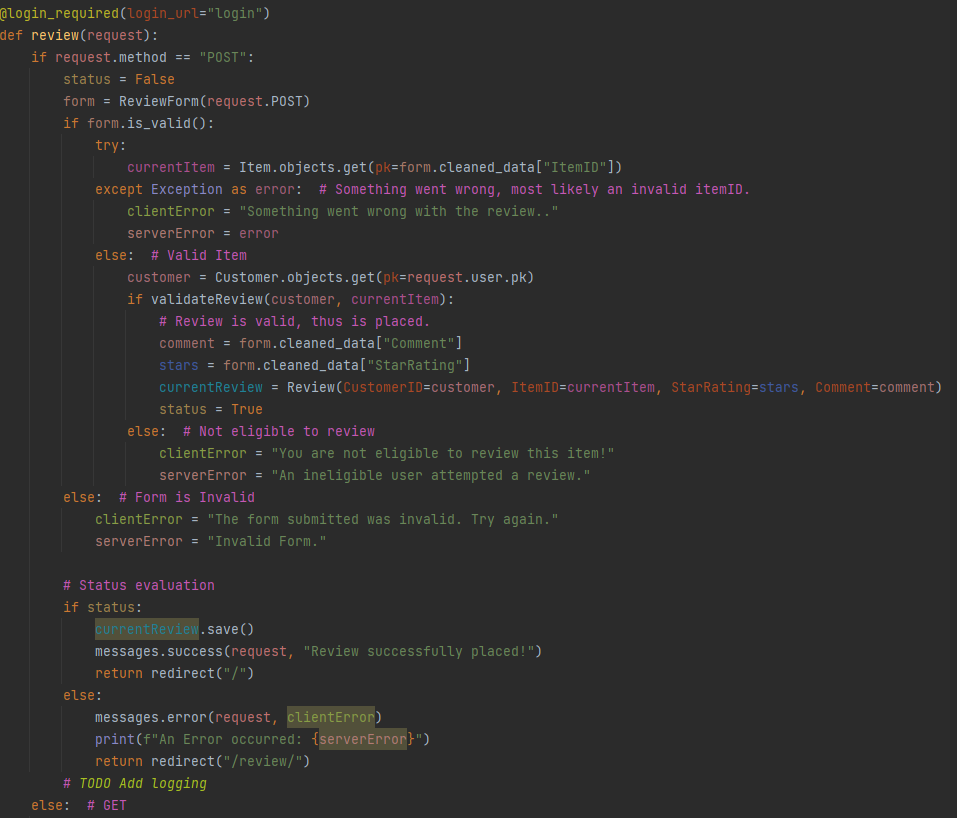 @login_required(login_url="login")
def review(request):
    if request.method == "POST":
        status = False
        form = ReviewForm(request.POST)
        if form.is_valid():
            try:
                currentItem = Item.objects.get(pk=form.cleaned_data["ItemID"])
            except Exception as error:  # Something went wrong, most likely an invalid itemID.
                clientError = "Something went wrong with the review.."
                serverError = error
            else:  # Valid Item
                customer = Customer.objects.get(pk=request.user.pk)
                if validateReview(customer, currentItem):
                    # Review is valid, thus is placed.
                    comment = form.cleaned_data["Comment"]
                    stars = form.cleaned_data["StarRating"]
                    currentReview = Review(CustomerID=customer, ItemID=currentItem, StarRating=stars, Comment=comment)
                    status = True
                else:  # Not eligible to review
                    clientError = "You are not eligible to review this item!"
                    serverError = "An ineligible user attempted a review."
        else:  # Form is Invalid
            clientError = "The form submitted was invalid. Try again."
            serverError = "Invalid Form."

        # Status evaluation
        if status:
            currentReview.save()
            messages.success(request, "Review successfully placed!")
            return redirect("/")
        else:
            messages.error(request, clientError)
            print(f"An Error occurred: {serverError}")
            return redirect("/review/")
        # TODO Add logging
    else:  # GET